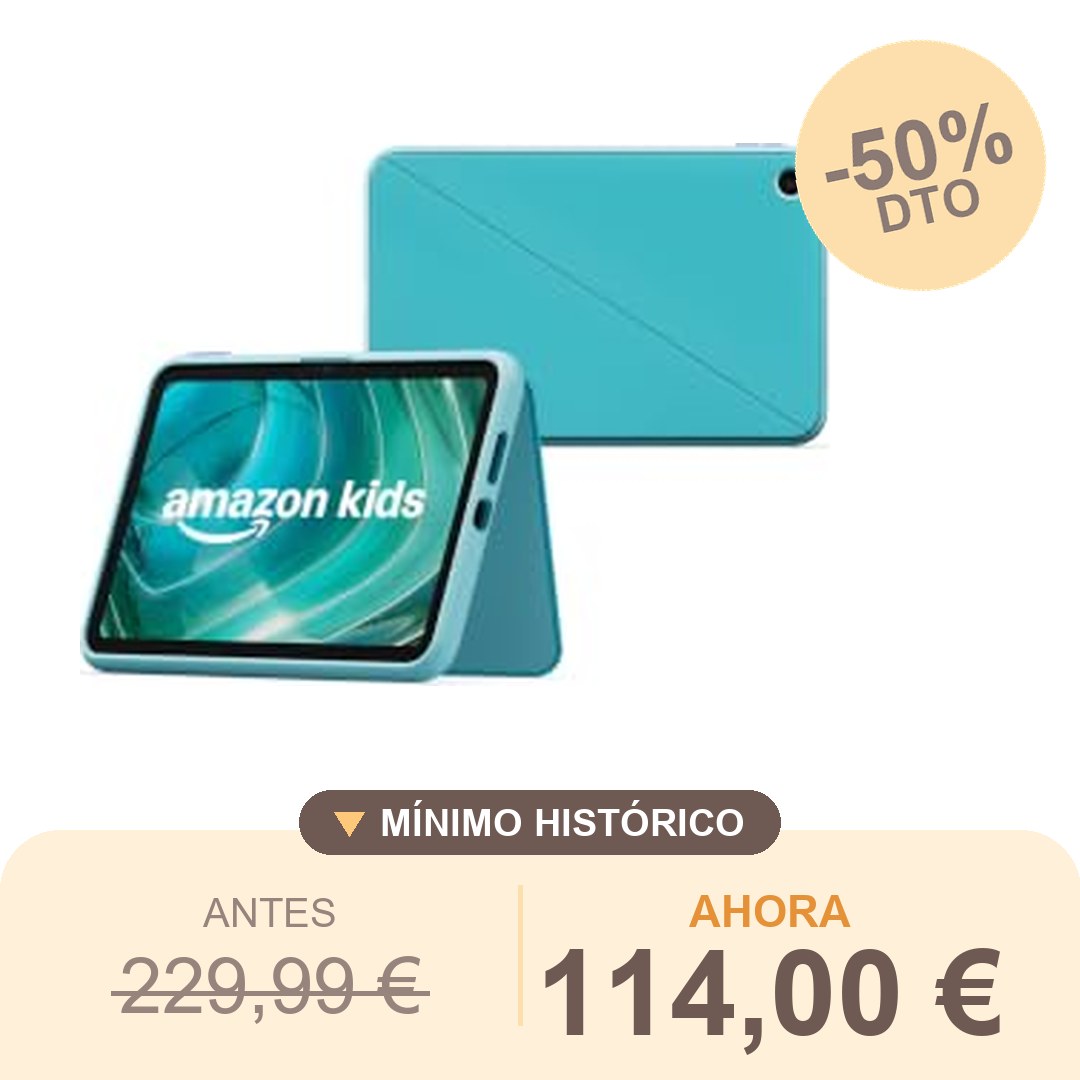 -50%
DTO
amazon kids
MÍNIMO HISTÓRICO
ANTES
229,99 €
AHORA
114,00 €